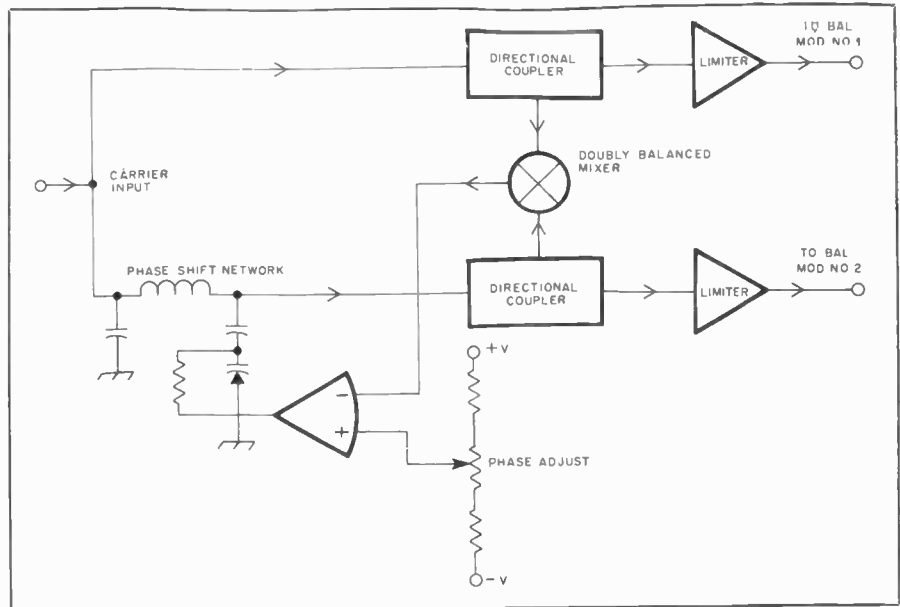 TO BAL
MOD NO 1
DIRECTIONAL
COUPLER
LIMITER
DOUBLY BALANCED
MIXER
CARRIER
INPUT
PHASE SHIFT NETWORK
TO BAL
MOD NO 2
DIRECTIONAL
COUPLER
LIMITER
+V
−
+
PHASE ADJUST
−V